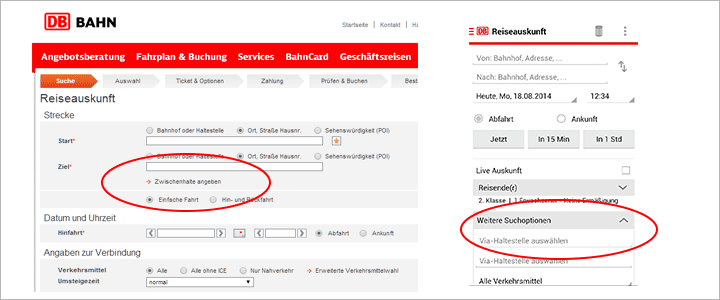 DB BAHN
Startseite | Kontakt | Hä
Angebotsberatung Fahrplan & Buchung Services BahnCard Geschäftsreisen
Suche Auswahl Ticket & Optionen Zahlung Prüfen & Buchen Best
Reiseauskunft
Strecke
Bahnhof oder Haltestelle Ort, Straße Hausnr. Sehenswürdigkeit (POI)
Start*
Bahnhof oder Haltestelle Ort, Straße Hausnr. Sehenswürdigkeit (POI)
Ziel*
Zwischenhalte angeben
Einfache Fahrt Hin- und Rückfahrt
Datum und Uhrzeit
Hinfahrt* Abfahrt Ankunft
Angaben zur Verbindung
Verkehrsmittel Alle Alle ohne ICE Nur Nahverkehr Erweiterte Verkehrsmittelwahl
Umsteigezeit normal
DB Reiseauskunft
Von: Bahnhof, Adresse, ...
Nach: Bahnhof, Adresse, ...
Heute, Mo, 18.08.2014 12:34
Abfahrt Ankunft
Jetzt In 15 Min In 1 Std
Live Auskunft
Reisende(r)
2. Klasse | 1 Erwachsener - Keine Ermäßigung
Weitere Suchoptionen
Via-Haltestelle auswählen
Via-Haltestelle auswählen
Alle Verkehrsmittel